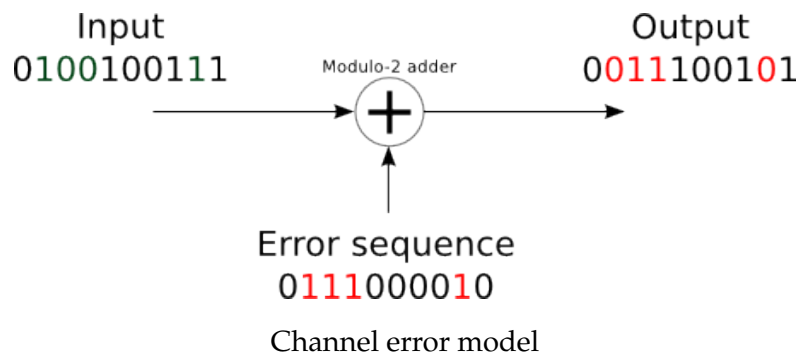 Input
0100100111
Modulo-2 adder
Output
0011100101
Error sequence
0111000010
Channel error model